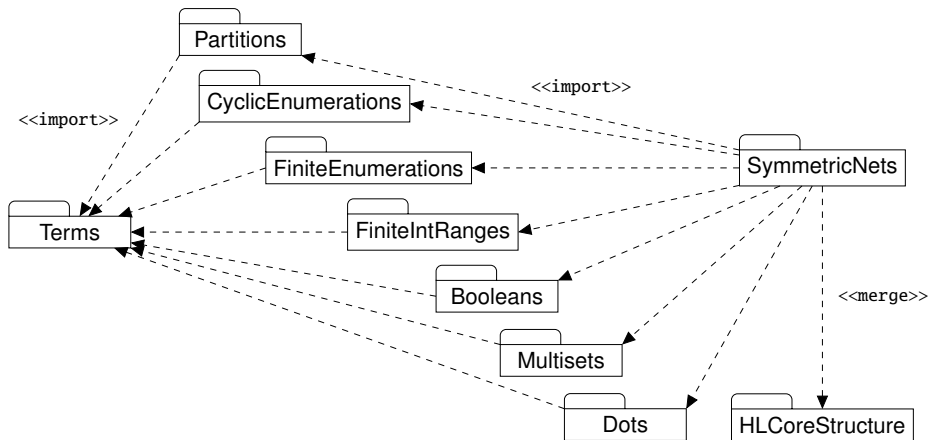 Partitions
<<import>>
CyclicEnumerations
<<import>>
FiniteEnumerations
SymmetricNets
Terms
FiniteIntRanges
Booleans
<<merge>>
Multisets
Dots
HLCoreStructure